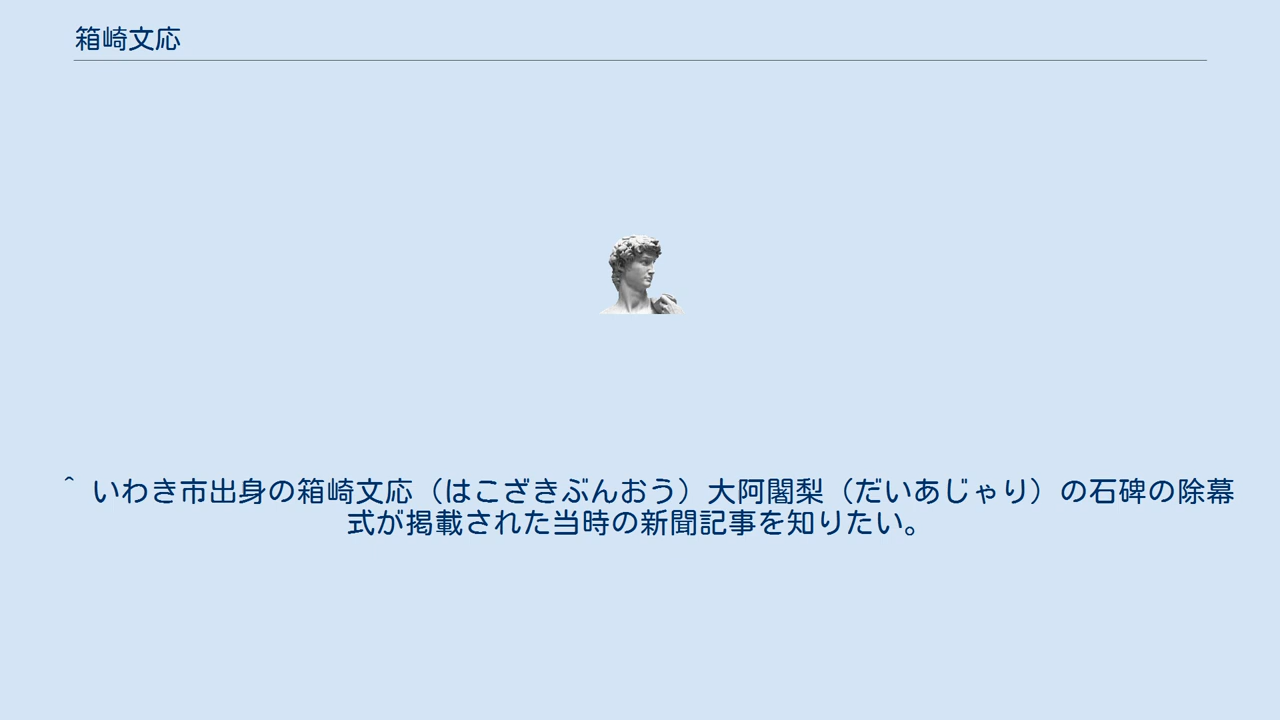 箱崎文応
^ いわき市出身の箱崎文応（はこざきぶんおう）大阿闍梨（だいあじゃり）の石碑の除幕
式が掲載された当時の新聞記事を知りたい。